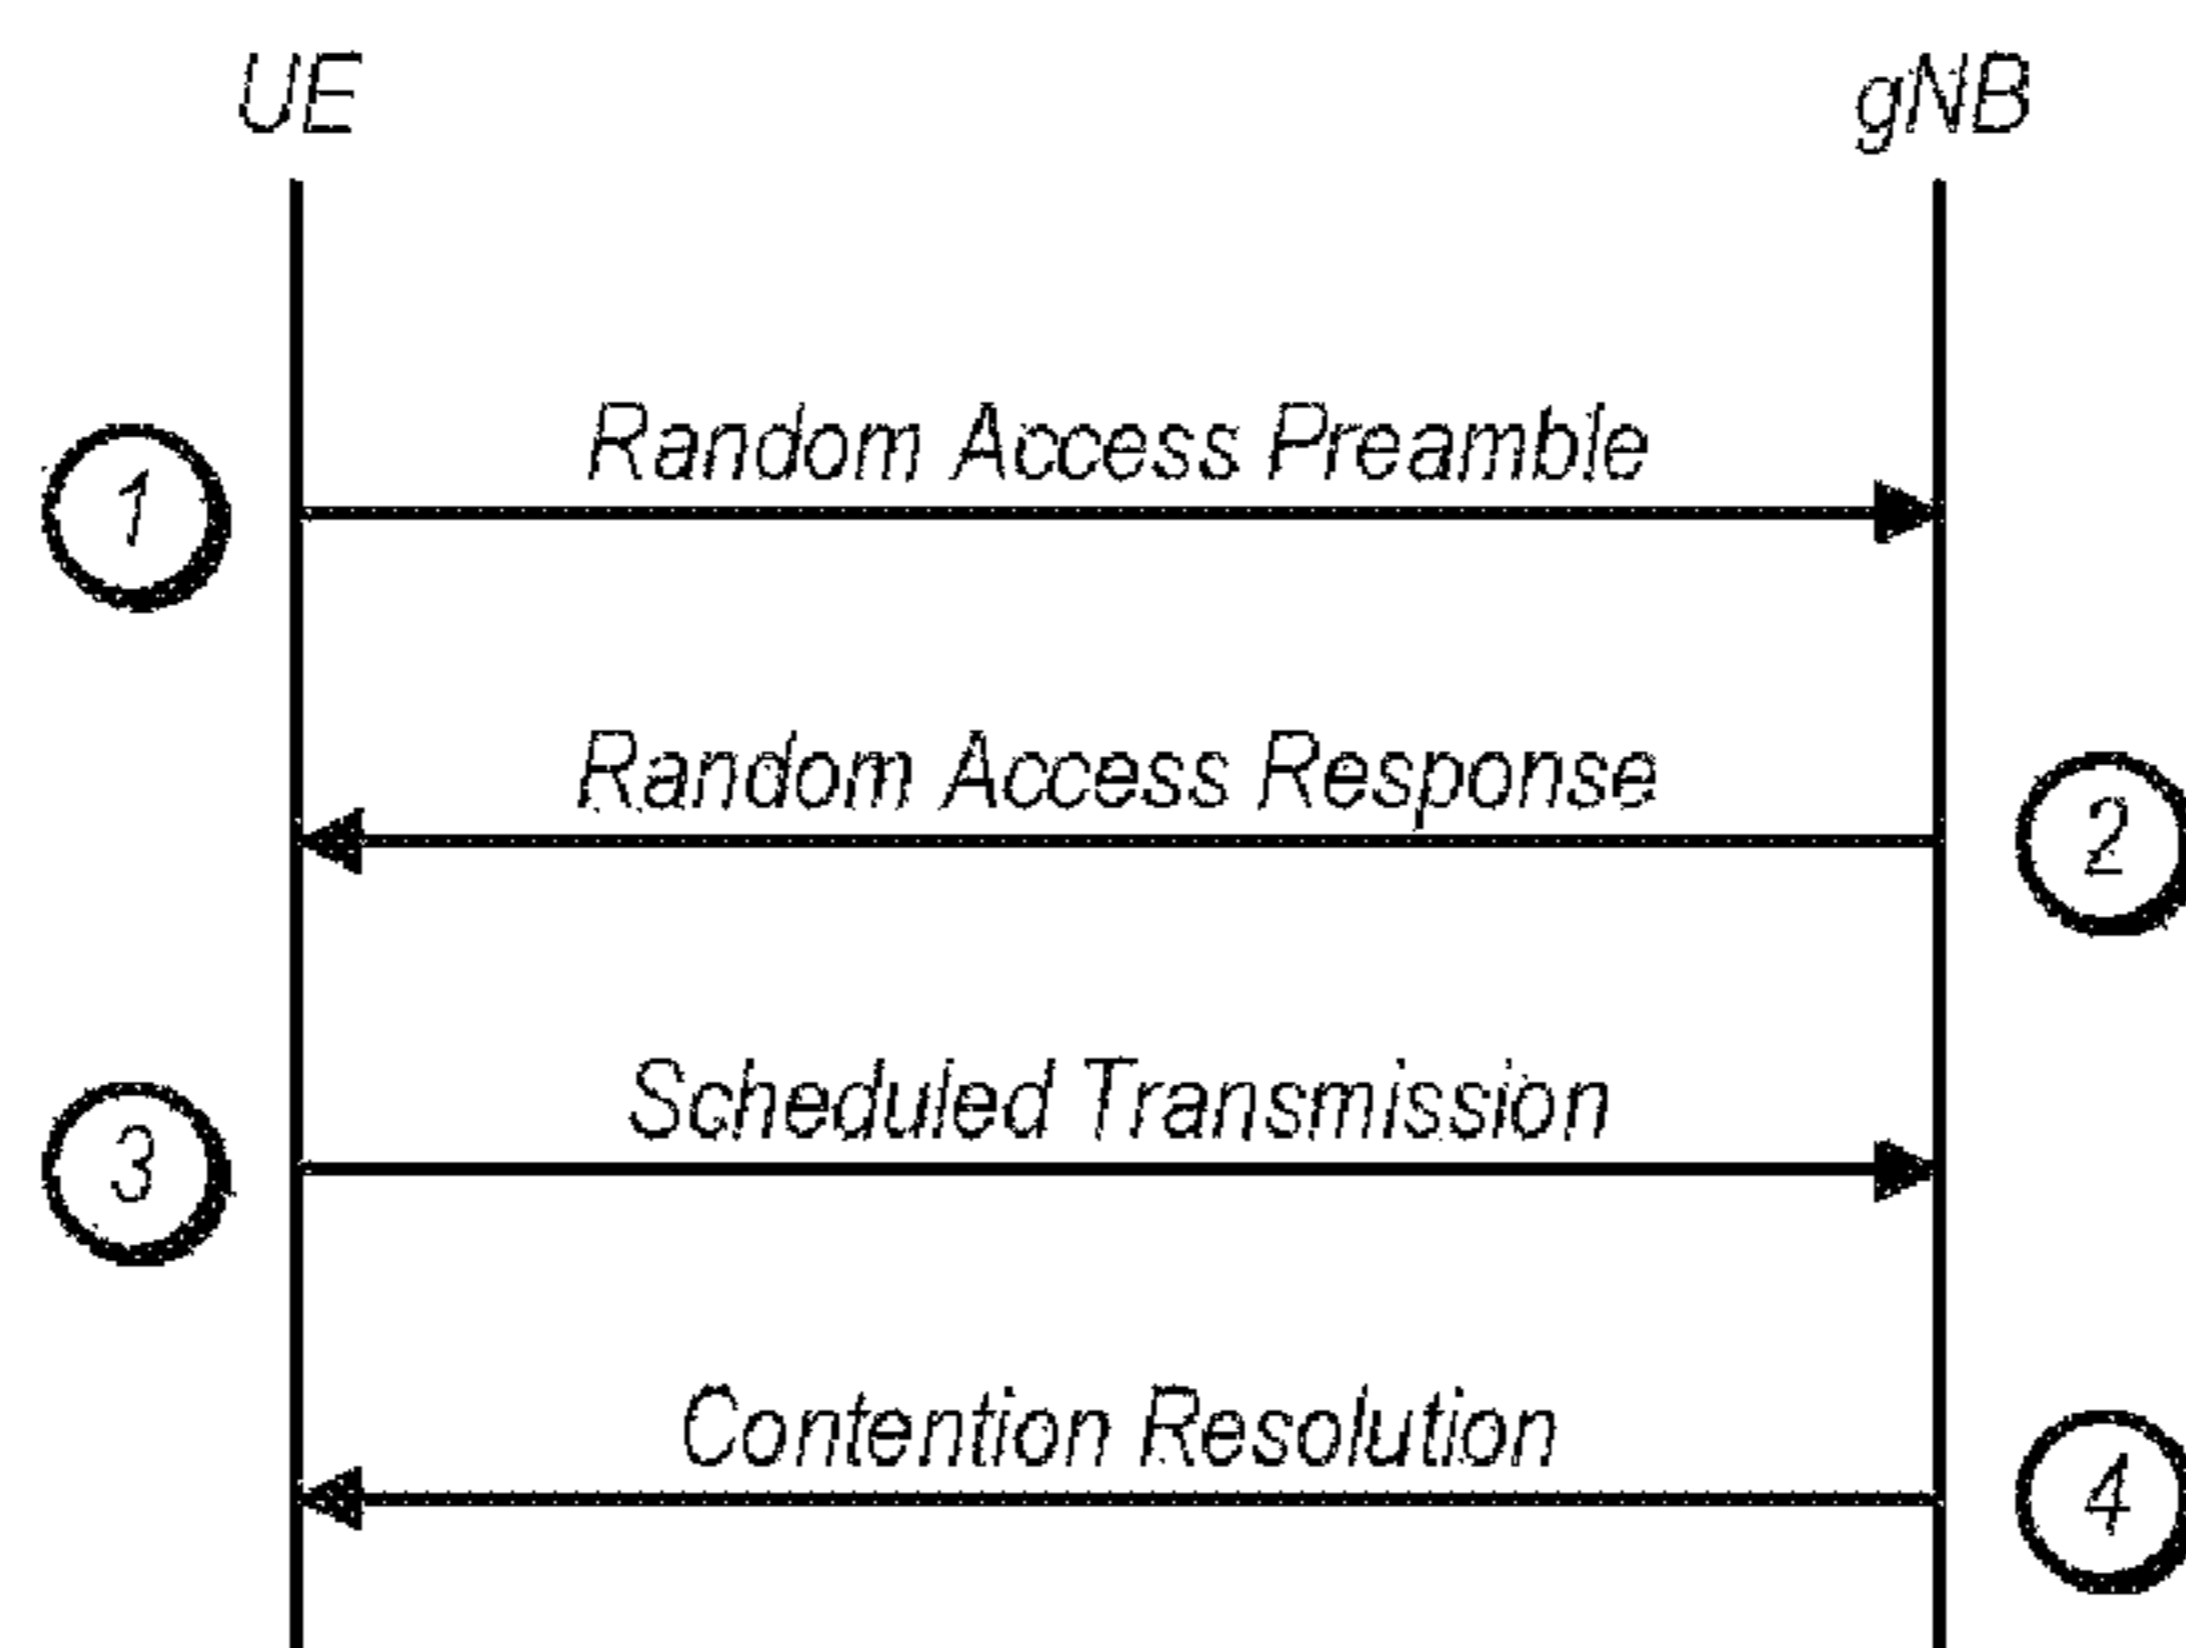 UE gNB
Random Access Preamble
1
Random Access Response
2
Scheduled Transmission
3
Contention Resolution
4